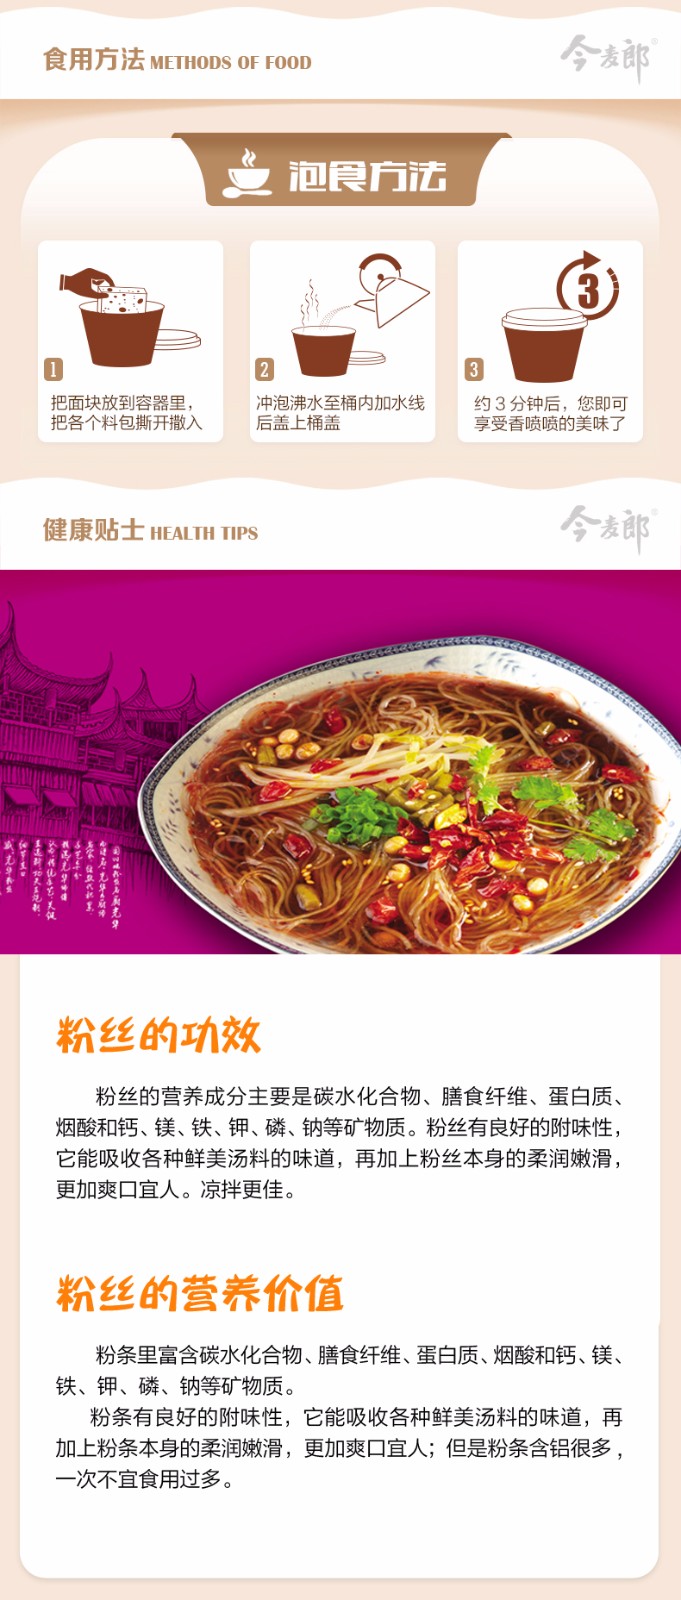 食用方法 METHODS OF FOOD
今麦郎®
泡食方法
1
把面块放到容器里，
把各个料包撕开撒入
2
冲泡沸水至桶内加水线
后盖上桶盖
3
3
约 3 分钟后，您即可
享受香喷喷的美味了
健康贴士 HEALTH TIPS
今麦郎®
粉丝的功效
粉丝的营养成分主要是碳水化合物、膳食纤维、蛋白质、
烟酸和钙、镁、铁、钾、磷、钠等矿物质。粉丝有良好的附味性，
它能吸收各种鲜美汤料的味道，再加上粉丝本身的柔润嫩滑，
更加爽口宜人。凉拌更佳。
粉丝的营养价值
粉条里富含碳水化合物、膳食纤维、蛋白质、烟酸和钙、镁、
铁、钾、磷、钠等矿物质。
粉条有良好的附味性，它能吸收各种鲜美汤料的味道，再
加上粉条本身的柔润嫩滑，更加爽口宜人；但是粉条含铝很多，
一次不宜食用过多。